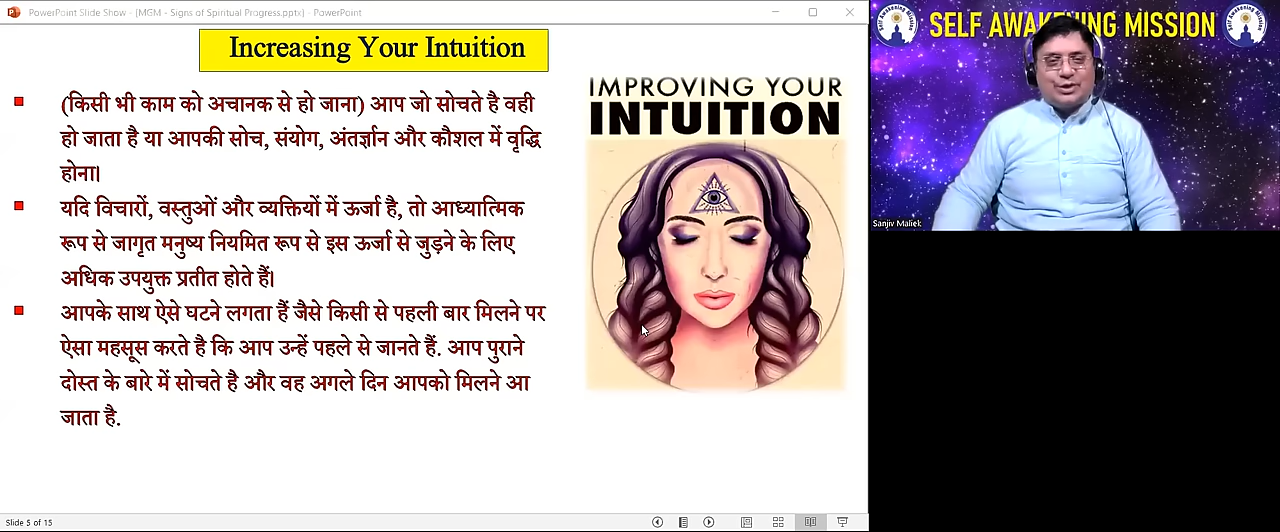 PowerPoint Slide Show - [MGM - Signs of Spiritual Progress.pptx] - PowerPoint
SELF AWAKENING MISSION
Increasing Your Intuition
(किसी भी काम को अचानक से हो जाना) आप जो सोचते है वही
हो जाता है या आपकी सोच, संयोग, अंतर्ज्ञान और कौशल में वृद्धि
होना।
यदि विचारों, वस्तुओं और व्यक्तियों में ऊर्जा है, तो आध्यात्मिक
रूप से जागृत मनुष्य नियमित रूप से इस ऊर्जा से जुड़ने के लिए
अधिक उपयुक्त प्रतीत होते हैं।
आपके साथ ऐसे घटने लगता हैं जैसे किसी से पहली बार मिलने पर
ऐसा महसूस करते है कि आप उन्हें पहले से जानते हैं. आप पुराने
दोस्त के बारे में सोचते है और वह अगले दिन आपको मिलने आ
जाता है.
IMPROVING YOUR
INTUITION
Sanjiv Maliek
Slide 5 of 15